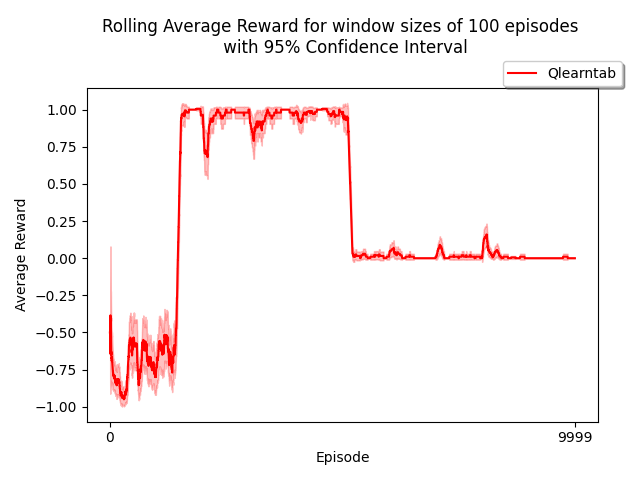 Rolling Average Reward for window sizes of 100 episodes
with 95% Confidence Interval
Qlearntab
1.00
0.75
0.50
0.25
0.00
−0.25
−0.50
−0.75
−1.00
Average Reward
0 9999
Episode